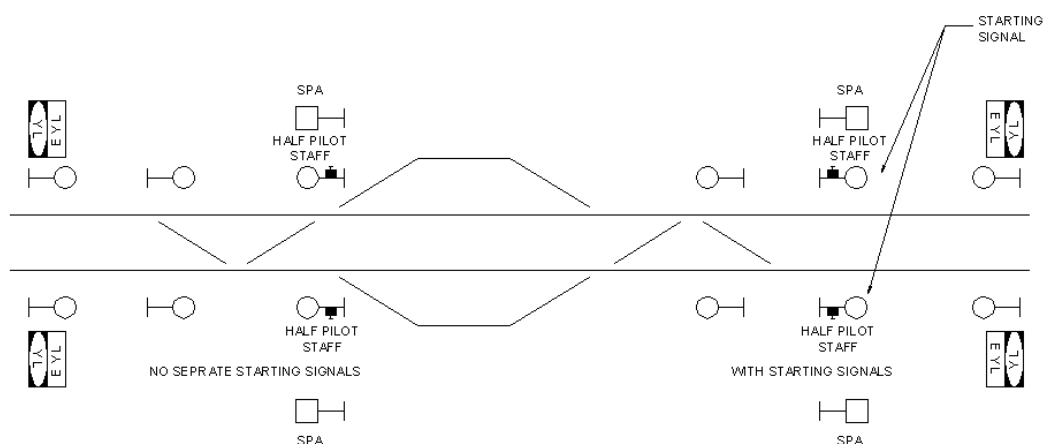 STARTING
SIGNAL
SPA
SPA
YL
EYL
HALF PILOT
STAFF
HALF PILOT
STAFF
EYL
YL
HALF PILOT
STAFF
HALF PILOT
STAFF
YL
EYL
NO SEPRATE STARTING SIGNALS
WITH STARTING SIGNALS
EYL
YL
SPA
SPA